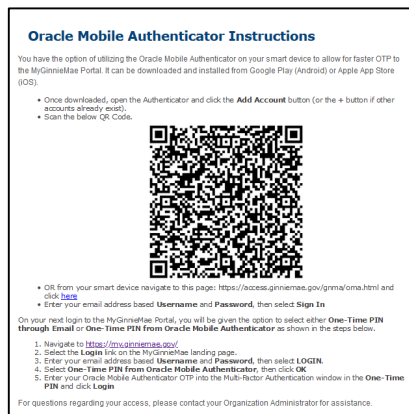 Oracle Mobile Authenticator Instructions
You have the option of utilizing the Oracle Mobile Authenticator on your smart device to allow for faster OTP to
the MyGinnieMae Portal. It can be downloaded and installed from Google Play (Android) or Apple App Store
(iOS).
• Once downloaded, open the Authenticator and click the Add Account button (or the + button if other
accounts already exist).
• Scan the below QR Code.
• OR from your smart device navigate to this page: https://access.ginniemae.gov/gnma/oma.html and
click here
• Enter your email address based Username and Password, then select Sign In
On your next login to the MyGinnieMae Portal, you will be given the option to select either One-Time PIN
through Email or One-Time PIN from Oracle Mobile Authenticator as shown in the steps below.
1. Navigate to https://my.ginniemae.gov/
2. Select the Login link on the MyGinnieMae landing page.
3. Enter your email address based Username and Password, then select LOGIN.
4. Select One-Time PIN from Oracle Mobile Authenticator, then click OK
5. Enter your Oracle Mobile Authenticator OTP into the Multi-Factor Authentication window in the One-Time
PIN and click Login
For questions regarding your access, please contact your Organization Administrator for assistance.